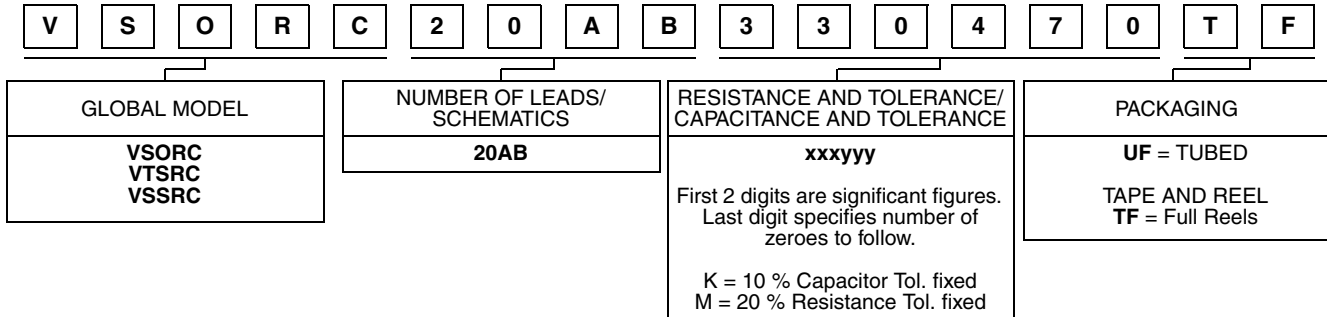 V S O R C 2 0 A B 3 3 0 4 7 0 T F
GLOBAL MODEL
VSORC
VTSRC
VSSRC
NUMBER OF LEADS/
SCHEMATICS
20AB
RESISTANCE AND TOLERANCE/
CAPACITANCE AND TOLERANCE
xxxyyy
First 2 digits are significant figures.
Last digit specifies number of
zeroes to follow.
K = 10 % Capacitor Tol. fixed
M = 20 % Resistance Tol. fixed
PACKAGING
UF = TUBED
TAPE AND REEL
TF = Full Reels